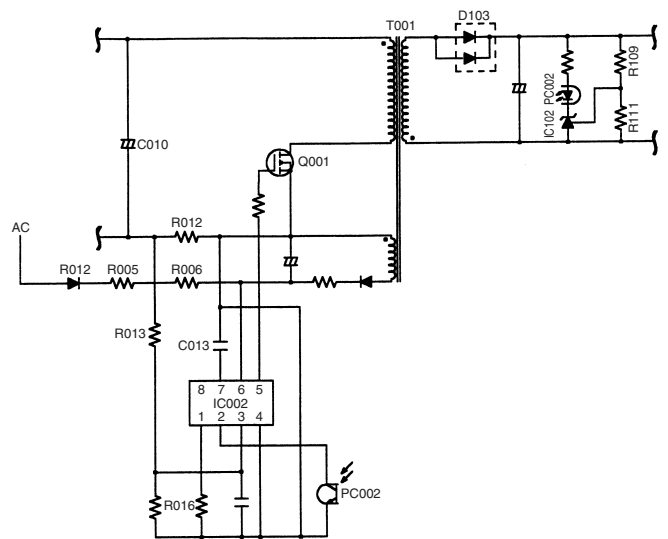 T001
D103
R109
PC002
IC102
R111
C010
Q001
AC
R012
R012
R005
R006
R013
C013
8 7 6 5
IC002
1 2 3 4
R016
PC002